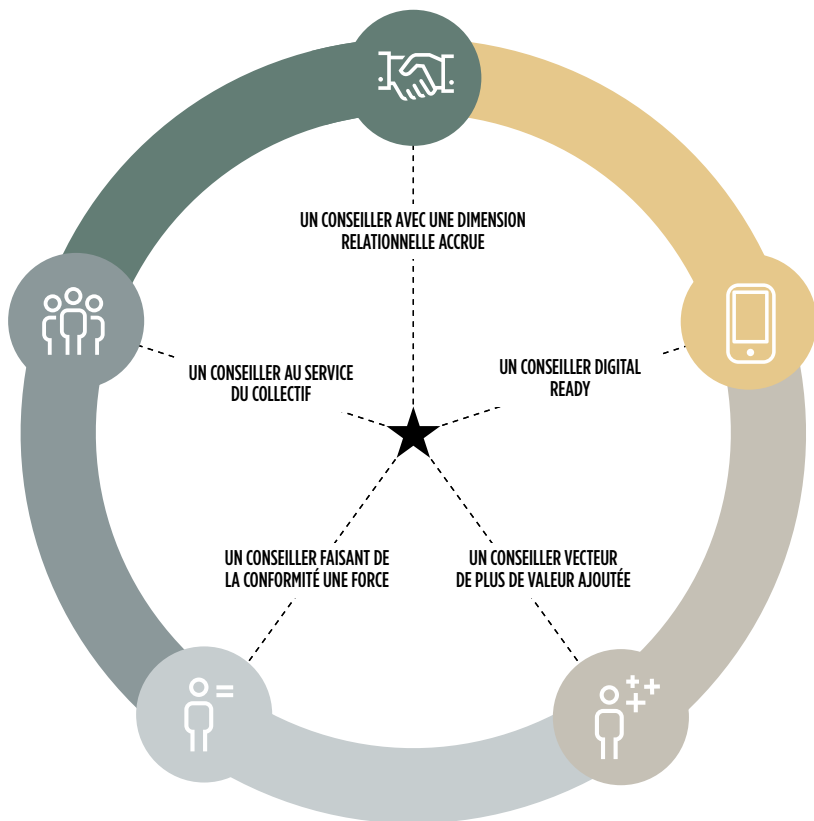 UN CONSEILLER AVEC UNE DIMENSION
RELATIONNELLE ACCRUE
UN CONSEILLER AU SERVICE
DU COLLECTIF
UN CONSEILLER DIGITAL
READY
UN CONSEILLER FAISANT DE
LA CONFORMITÉ UNE FORCE
UN CONSEILLER VECTEUR
DE PLUS DE VALEUR AJOUTÉE